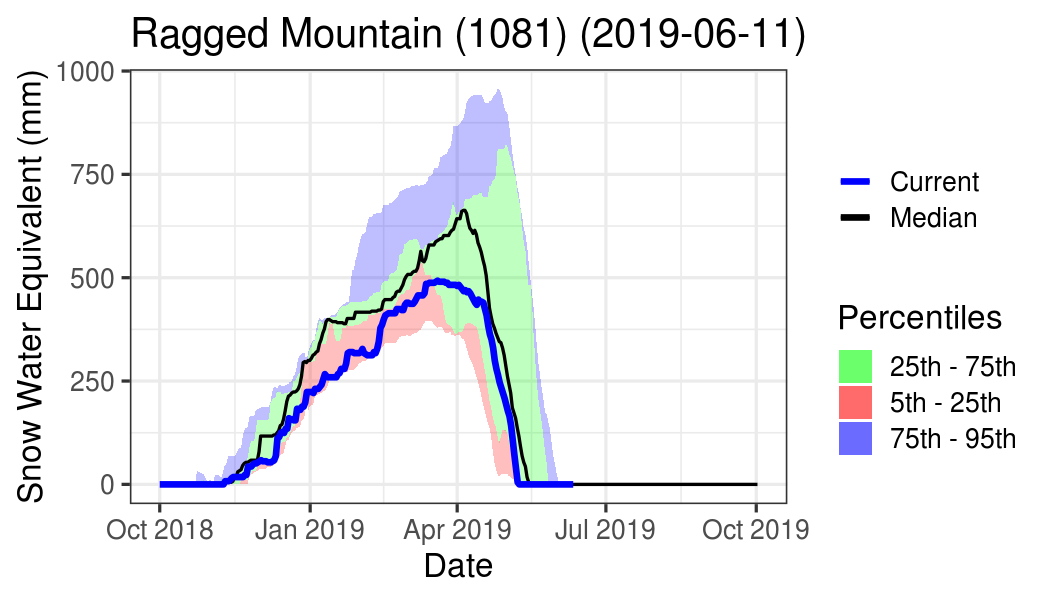 Ragged Mountain (1081) (2019-06-11)
Snow Water Equivalent (mm)
1000
750
500
250
0
Oct 2018 Jan 2019 Apr 2019 Jul 2019 Oct 2019
Date
Current
Median
Percentiles
25th - 75th
5th - 25th
75th - 95th